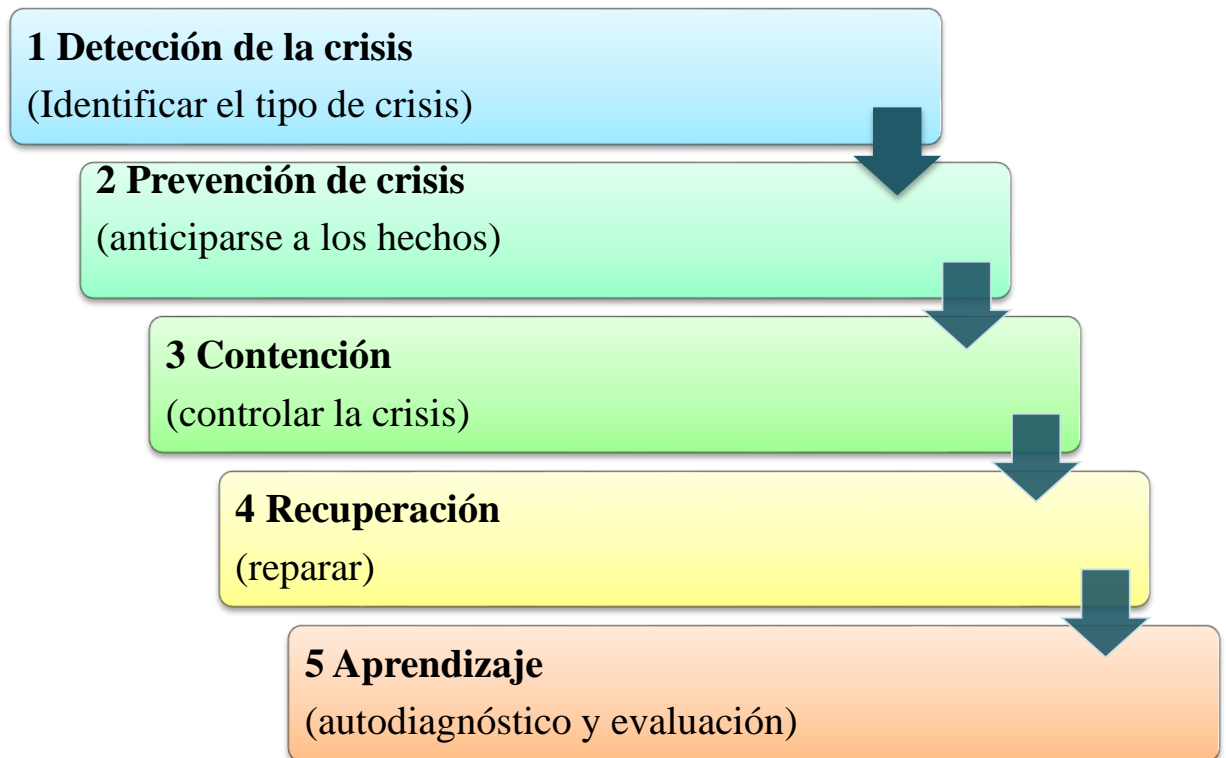 1 Detección de la crisis
(Identificar el tipo de crisis)
2 Prevención de crisis
(anticiparse a los hechos)
3 Contención
(controlar la crisis)
4 Recuperación
(reparar)
5 Aprendizaje
(autodiagnóstico y evaluación)